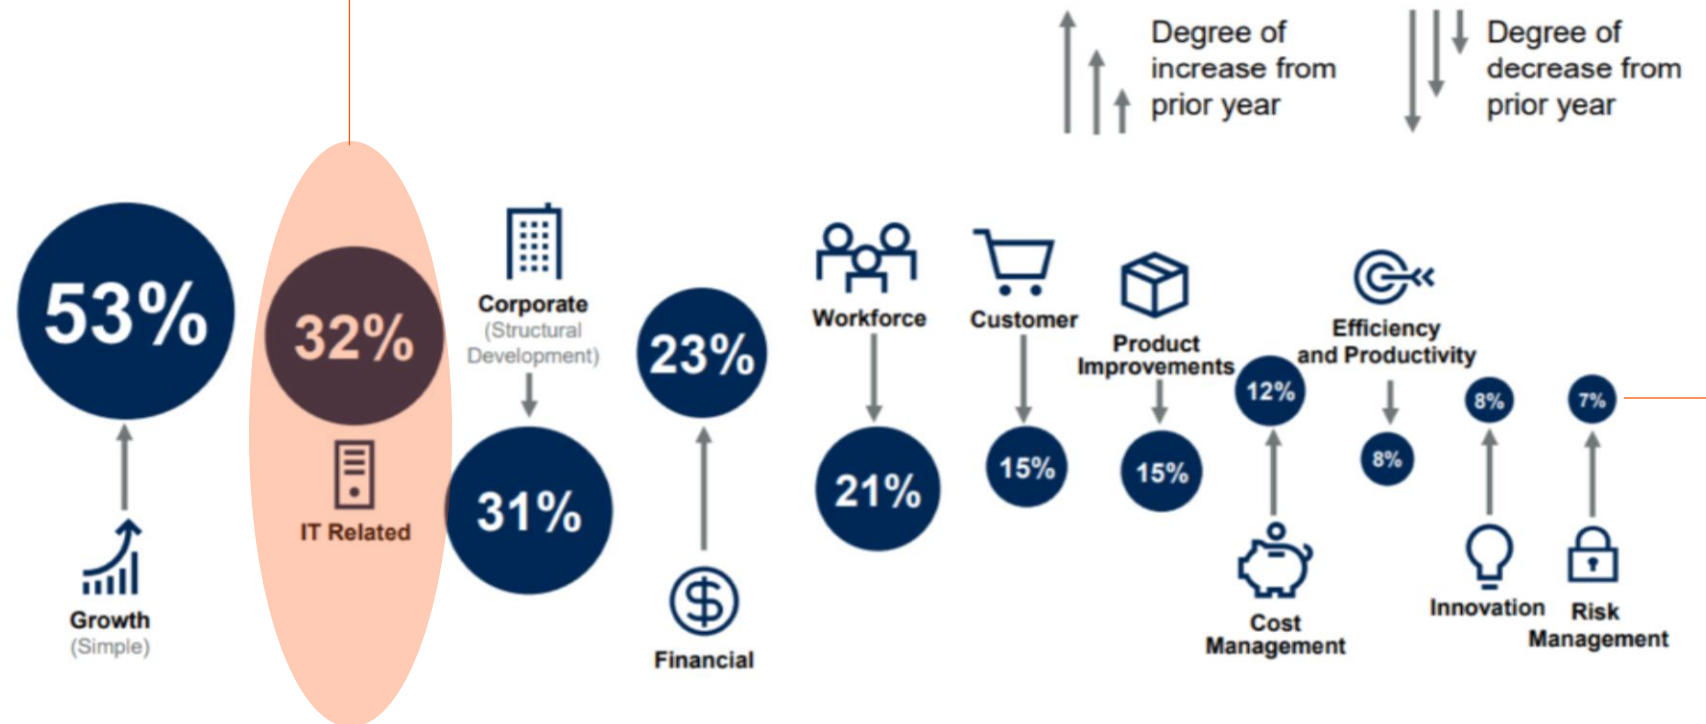 Degree of
increase from
prior year
Degree of
decrease from
prior year
53%
Growth
(Simple)
32%
IT Related
Corporate
(Structural
Development)
31%
23%
Financial
Workforce
21%
Customer
15%
Product
Improvements
15%
12%
Cost
Management
Efficiency
and Productivity
8%
8%
Innovation
7%
Risk
Management